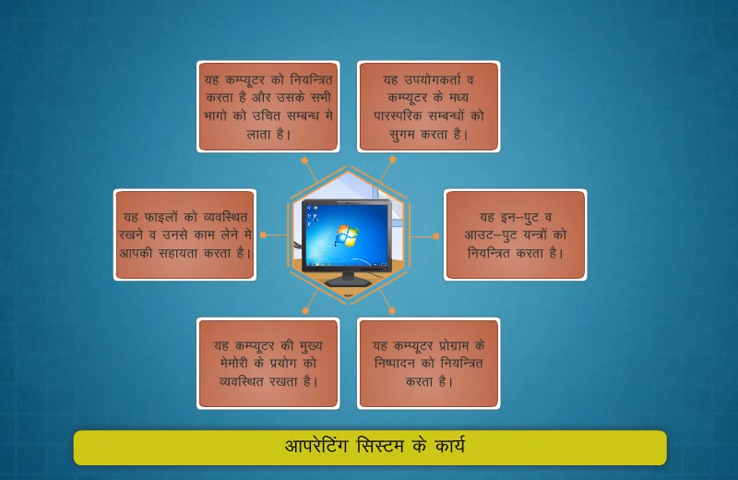 यह कम्प्यूटर को नियन्त्रित
करता है और उसके सभी
भागो को उचित सम्बन्ध मे
लाता है।
यह उपयोगकर्ता व
कम्प्यूटर के मध्य
पारस्परिक सम्बन्धों को
सुगम करता है।
यह फाइलों को व्यवस्थित
रखने व उनसे काम लेने मे
आपकी सहायता करता है।
यह इन–पुट व
आउट–पुट यन्त्रों को
नियन्त्रित करता है।
यह कम्प्यूटर की मुख्य
मेमोरी के प्रयोग को
व्यवस्थित रखता है।
यह कम्प्यूटर प्रोग्राम के
निष्पादन को नियन्त्रित
करता है।
आपरेटिंग सिस्टम के कार्य